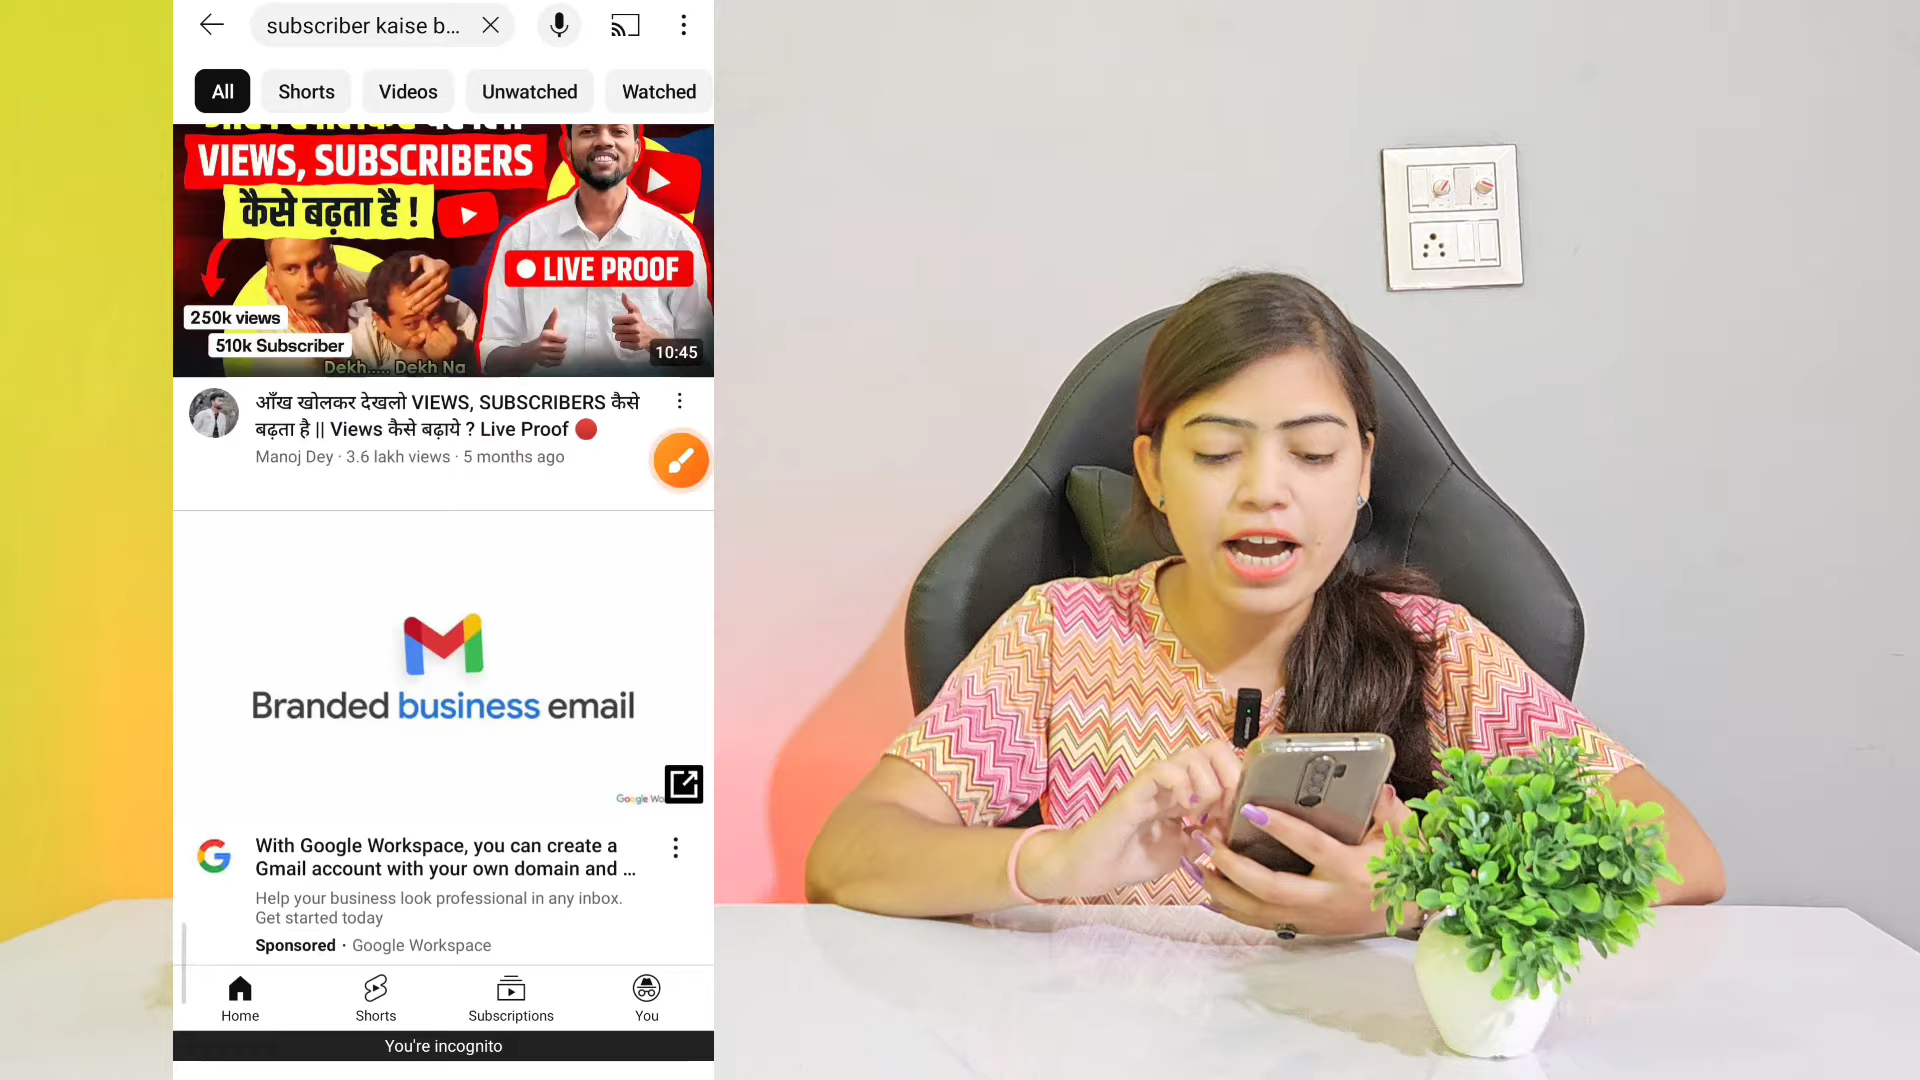 subscriber kaise b...
All
Shorts
Videos
Unwatched
Watched
VIEWS, SUBSCRIBERS
कैसे बढ़ता है !
LIVE PROOF
250k views
510k Subscriber
Dekh..... Dekh Na
10:45
आँख खोलकर देखलो VIEWS, SUBSCRIBERS कैसे
बढ़ता है || Views कैसे बढ़ाये ? Live Proof
Manoj Dey · 3.6 lakh views · 5 months ago
Branded business email
Google
With Google Workspace, you can create a
Gmail account with your own domain and ...
Help your business look professional in any inbox.
Get started today
Sponsored · Google Workspace
Home
Shorts
Subscriptions
You
You're incognito